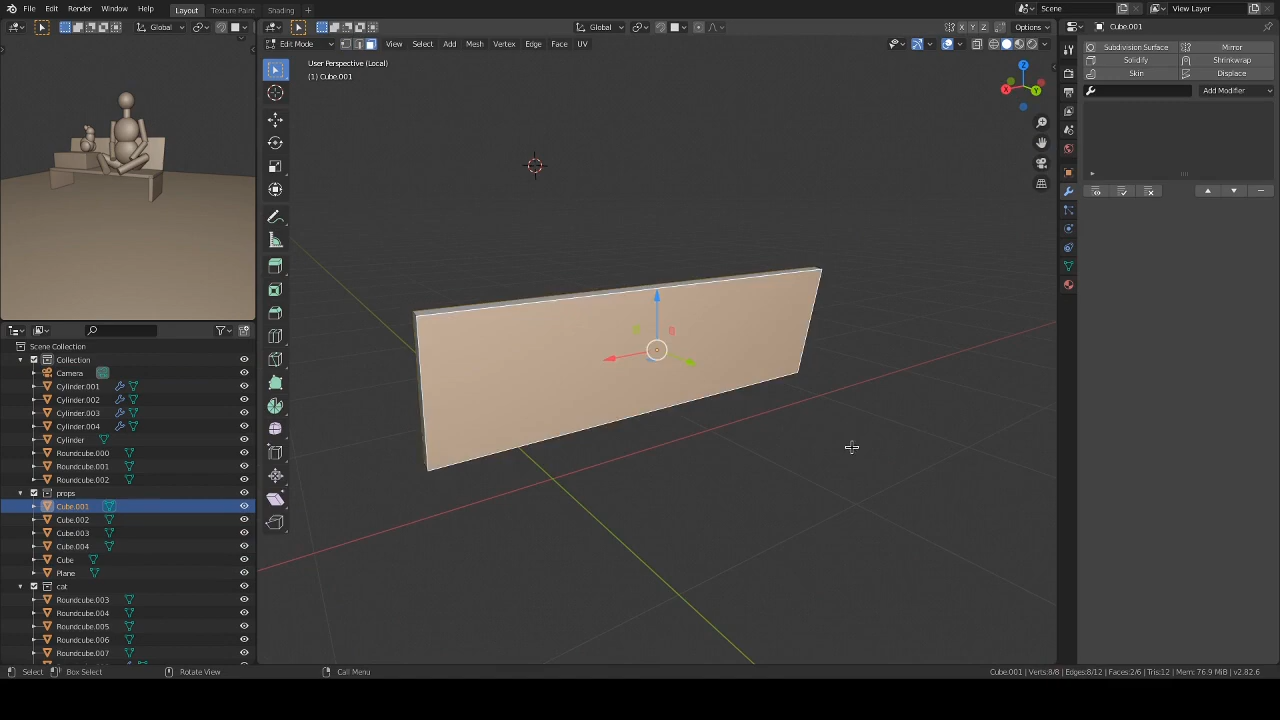 File Edit Render Window Help Layout Texture Paint Shading Scene View Layer
Global Global Options Cube.001
Edit Mode View Select Add Mesh Vertex Edge Face UV
User Perspective (Local)
(1) Cube.001
X
Y
Z
Subdivision Surface Mirror
Solidify Shrinkwrap
Skin Displace
Add Modifier
Scene Collection
Collection
Camera
Cylinder.001
Cylinder.002
Cylinder.003
Cylinder.004
Cylinder
Roundcube.000
Roundcube.001
Roundcube.002
props
Cube.001
Cube.002
Cube.003
Cube.004
Cube
Plane
cat
Roundcube.003
Roundcube.004
Roundcube.005
Roundcube.006
Roundcube.007
Select Box Select Rotate View Call Menu Cube.001 | Verts:8/8 | Edges:8/12 | Faces:2/6 | Tris:12 | Mem: 76.9 MiB | v2.82.6